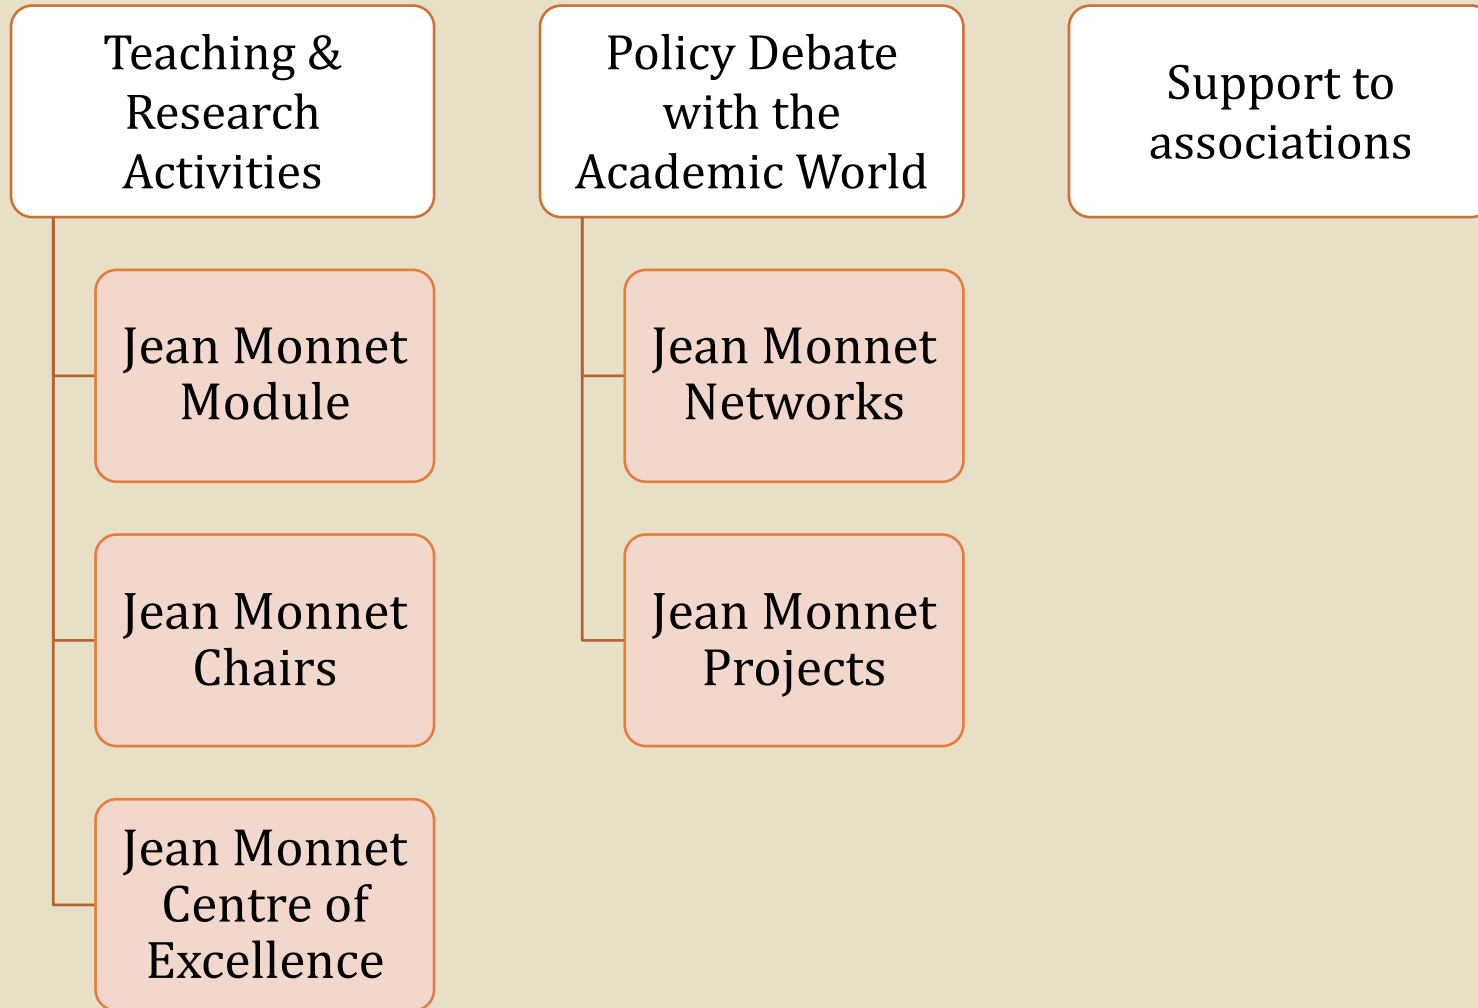 Teaching &
Research
Activities
Jean Monnet
Module
Jean Monnet
Chairs
Jean Monnet
Centre of
Excellence
Policy Debate
with the
Academic World
Jean Monnet
Networks
Jean Monnet
Projects
Support to
associations